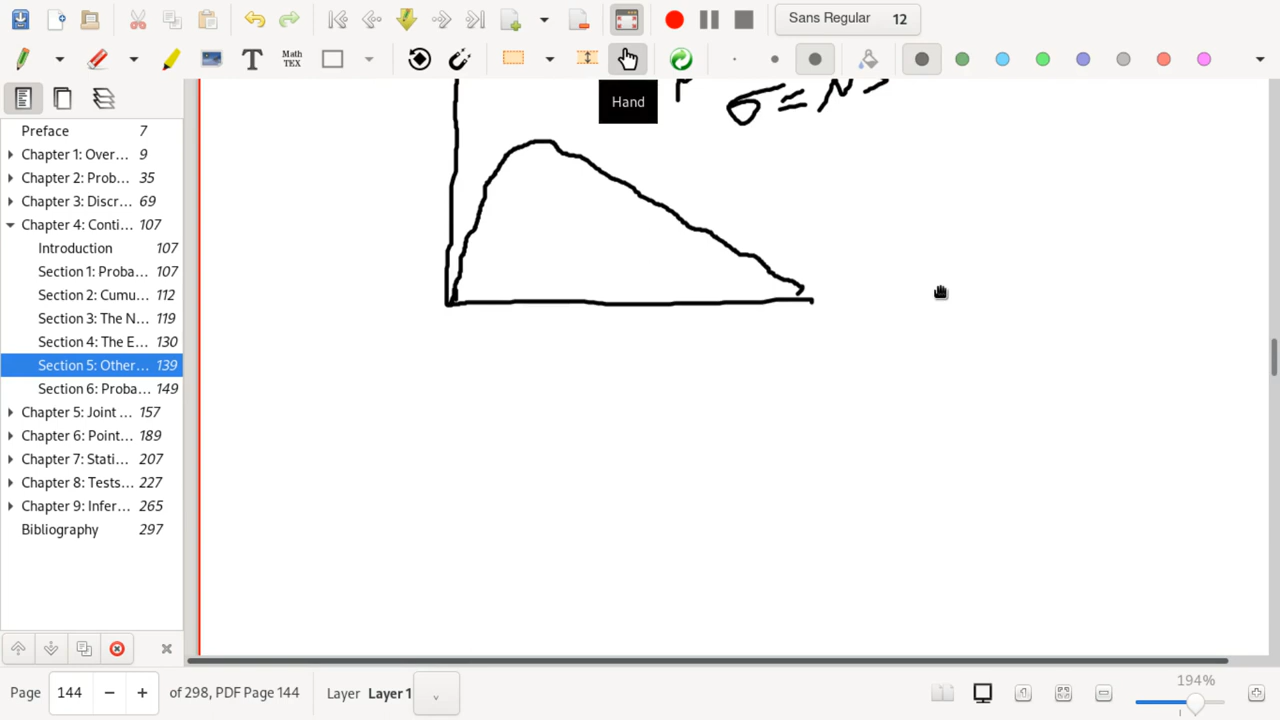 Sans Regular 12
T Math TEX
Hand
σ = N
Preface 7
Chapter 1: Over... 9
Chapter 2: Prob... 35
Chapter 3: Discr... 69
Chapter 4: Conti... 107
Introduction 107
Section 1: Proba... 107
Section 2: Cumu... 112
Section 3: The N... 119
Section 4: The E... 130
Section 5: Other... 139
Section 6: Proba... 149
Chapter 5: Joint ... 157
Chapter 6: Point... 189
Chapter 7: Stati... 207
Chapter 8: Tests... 227
Chapter 9: Infer... 265
Bibliography 297
Page 144 of 298, PDF Page 144 Layer Layer 1 194%